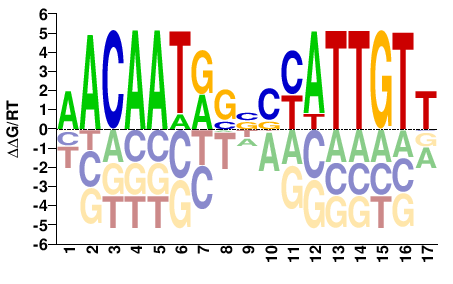 6
5
4
3
2
1
0
-1
-2
-3
-4
-5
-6
ΔΔG/RT
A A C A A T G G C C C A T T G T T
A A C G G T T
C T A C C C T T T A A C A A A A G
T C G G G G C G G C C C C A
G T T T G G G T G
1 2 3 4 5 6 7 8 9 10 11 12 13 14 15 16 17